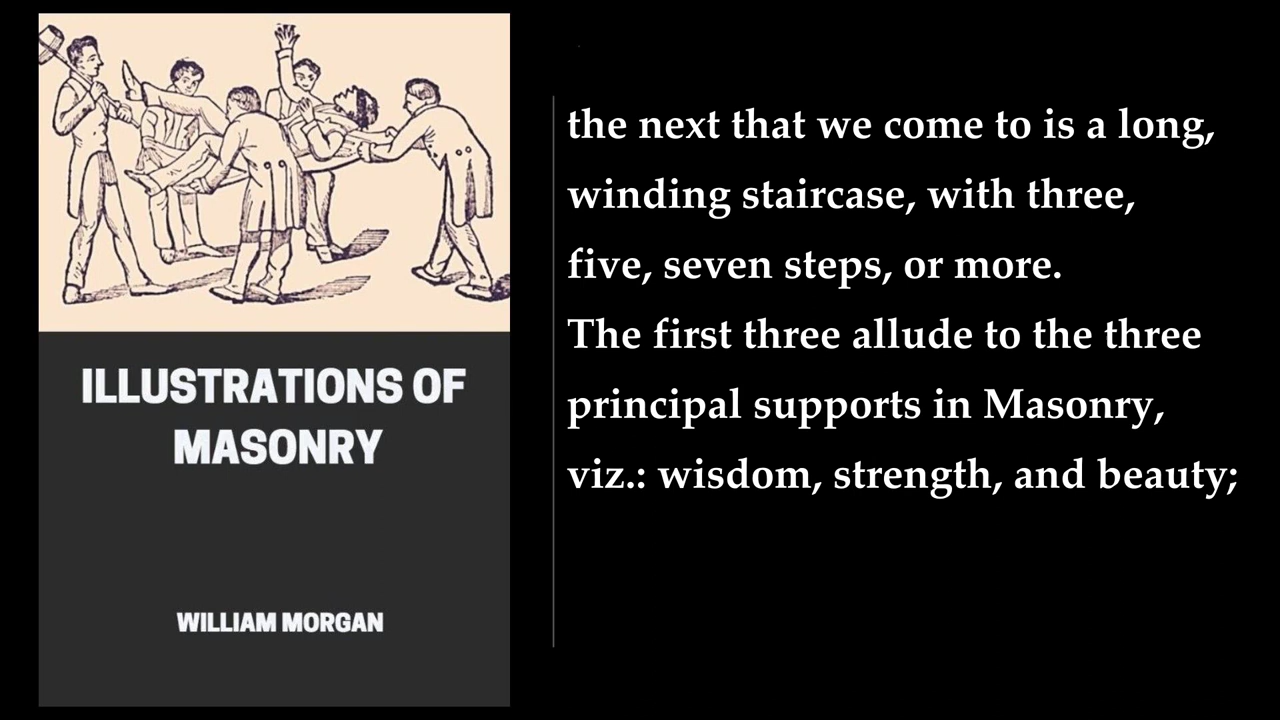 ILLUSTRATIONS OF
MASONRY
WILLIAM MORGAN
the next that we come to is a long,
winding staircase, with three,
five, seven steps, or more.
The first three allude to the three
principal supports in Masonry,
viz.: wisdom, strength, and beauty;